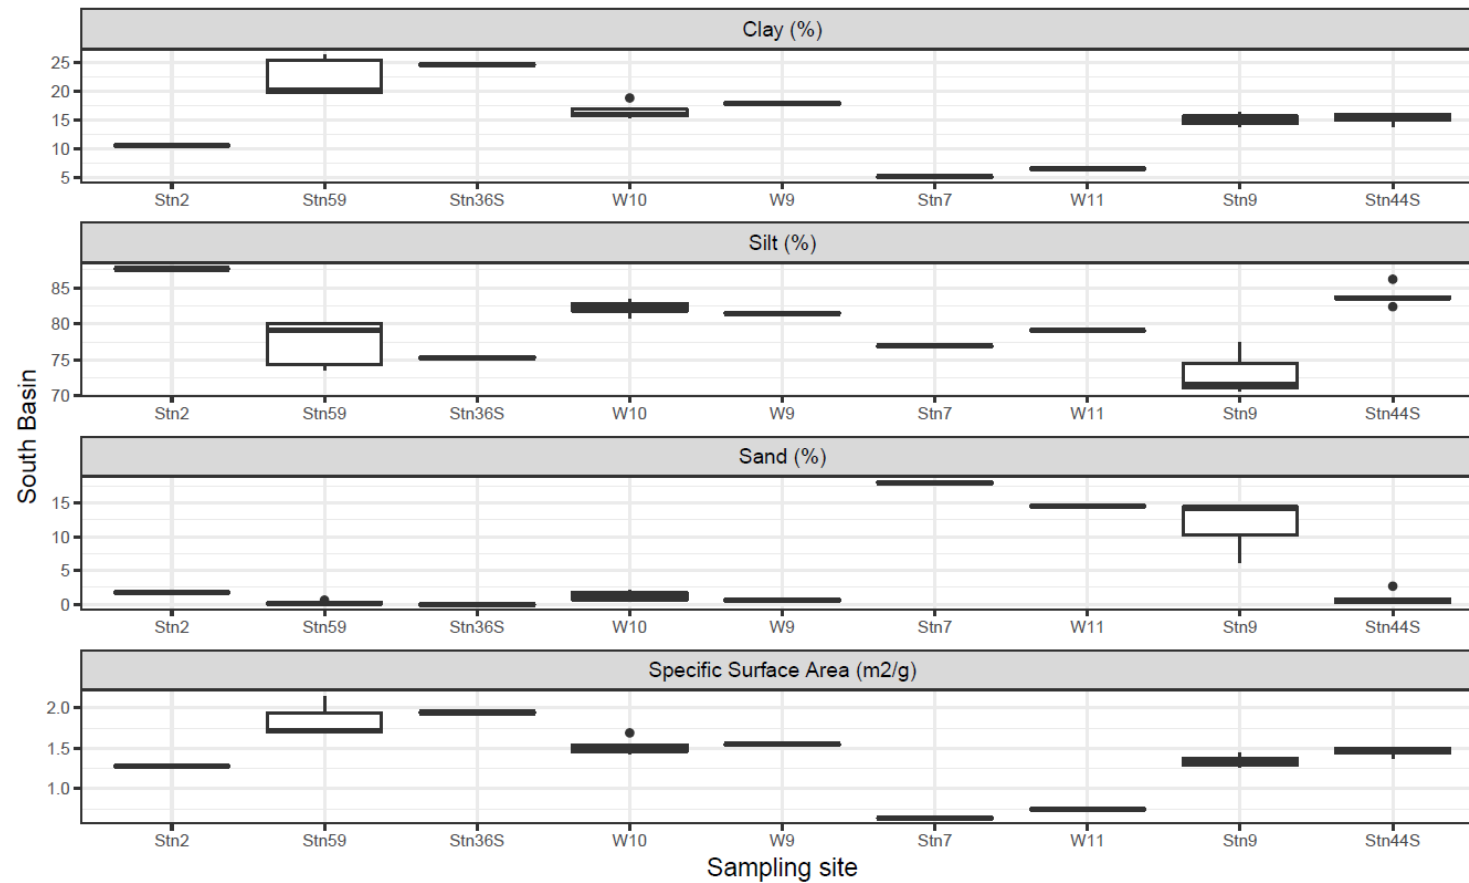 Clay (%)
25
20
15
10
5
Stn2 Stn59 Stn36S W10 W9 Stn7 W11 Stn9 Stn44S
Silt (%)
85
80
75
70
Stn2 Stn59 Stn36S W10 W9 Stn7 W11 Stn9 Stn44S
South Basin
Sand (%)
15
10
5
0
Stn2 Stn59 Stn36S W10 W9 Stn7 W11 Stn9 Stn44S
Specific Surface Area (m2/g)
2.0
1.5
1.0
Stn2 Stn59 Stn36S W10 W9 Stn7 W11 Stn9 Stn44S
Sampling site